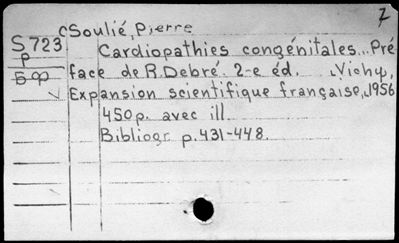 7
Soulié, Pierre
S 723 Cardiopathies congénitales... Pré
P
БФ face de R. Debré. 2-e éd. Vichy,
Expansion scientifique française, 1956
450p. avec ill.
Bibliogr p. 431-448.